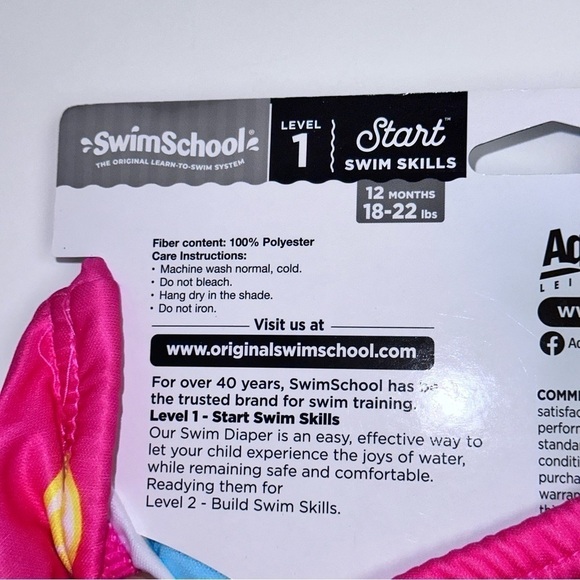 SwimSchool®
THE ORIGINAL LEARN-TO-SWIM SYSTEM
LEVEL 1
Start™
SWIM SKILLS
12 MONTHS
18-22 lbs
Fiber content: 100% Polyester
Care Instructions:
• Machine wash normal, cold.
• Do not bleach.
• Hang dry in the shade.
• Do not iron.
Visit us at
www.originalswimschool.com
For over 40 years, SwimSchool has
the trusted brand for swim training.
Level 1 - Start Swim Skills
Our Swim Diaper is an easy, effective way to
let your child experience the joys of water,
while remaining safe and comfortable.
Readying them for
Level 2 - Build Swim Skills.